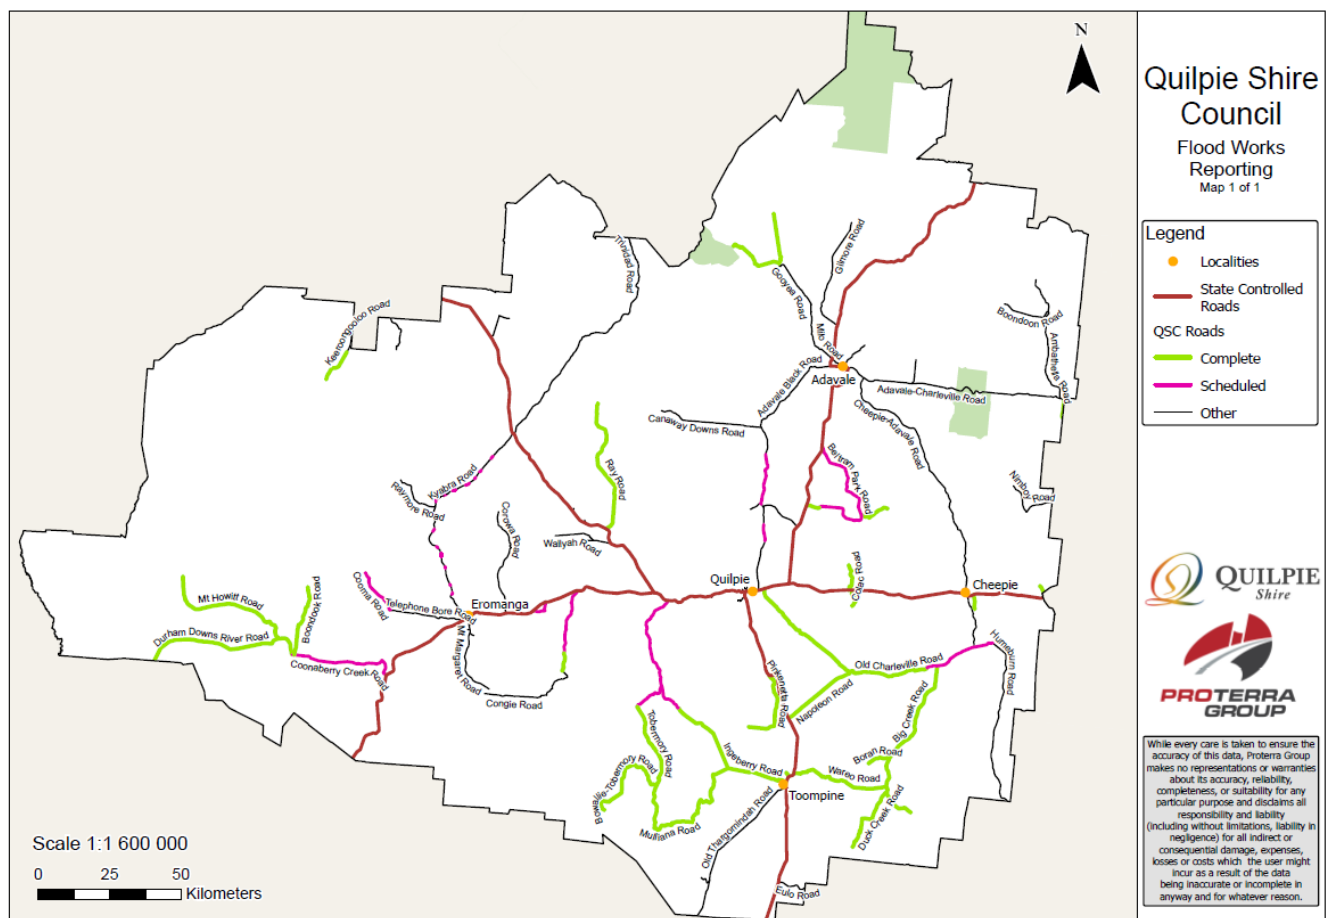 N
Quilpie Shire
Council
Flood Works
Reporting
Map 1 of 1
Legend
Localities
State Controlled
Roads
QSC Roads
Complete
Scheduled
Other
QUILPIE
Shire
PROTERRA
GROUP
While every care is taken to ensure the
accuracy of this data, Proterra Group
makes no representations or warranties
about its accuracy, reliability,
completeness, or suitability for any
particular purpose and disclaims all
responsibility and liability
(including without limitations, liability in
negligence) for all indirect or
consequential damage, expenses,
losses or costs which the user might
incur as a result of the data
being inaccurate or incomplete in
anyway and for whatever reason.
Trinidad Road
Gilmore Road
Gooyea Road
Milo Road
Keeroongooloo Road
Boondoon Road
Ambathella Road
Adavale Black Road
Adavale
Adavale-Charleville Road
Cheepie-Adavale Road
Canaway Downs Road
Ray Road
Beltram Park Road
Kyabra Road
Raymore Road
Corowa Road
Wallyah Road
Nimboy Road
Quilpie
Colac Road
Cheepie
Cooma Road
Telephone Bore Road
Eromanga
Mt Howitt Road
Boondook Road
Durham Downs River Road
Coonaberry Creek Road
Mt Margaret Road
Congie Road
Humeburn Road
Old Charleville Road
Pinkenetta Road
Napoleon Road
Big Creek Road
Tobermory Road
Ingeberry Road
Boran Road
Wareo Road
Bowalie-Tobermory Road
Toompine
Mulliana Road
Old Thargomindah Road
Duck Creek Road
Eulo Road
Scale 1:1 600 000
0 25 50
Kilometers